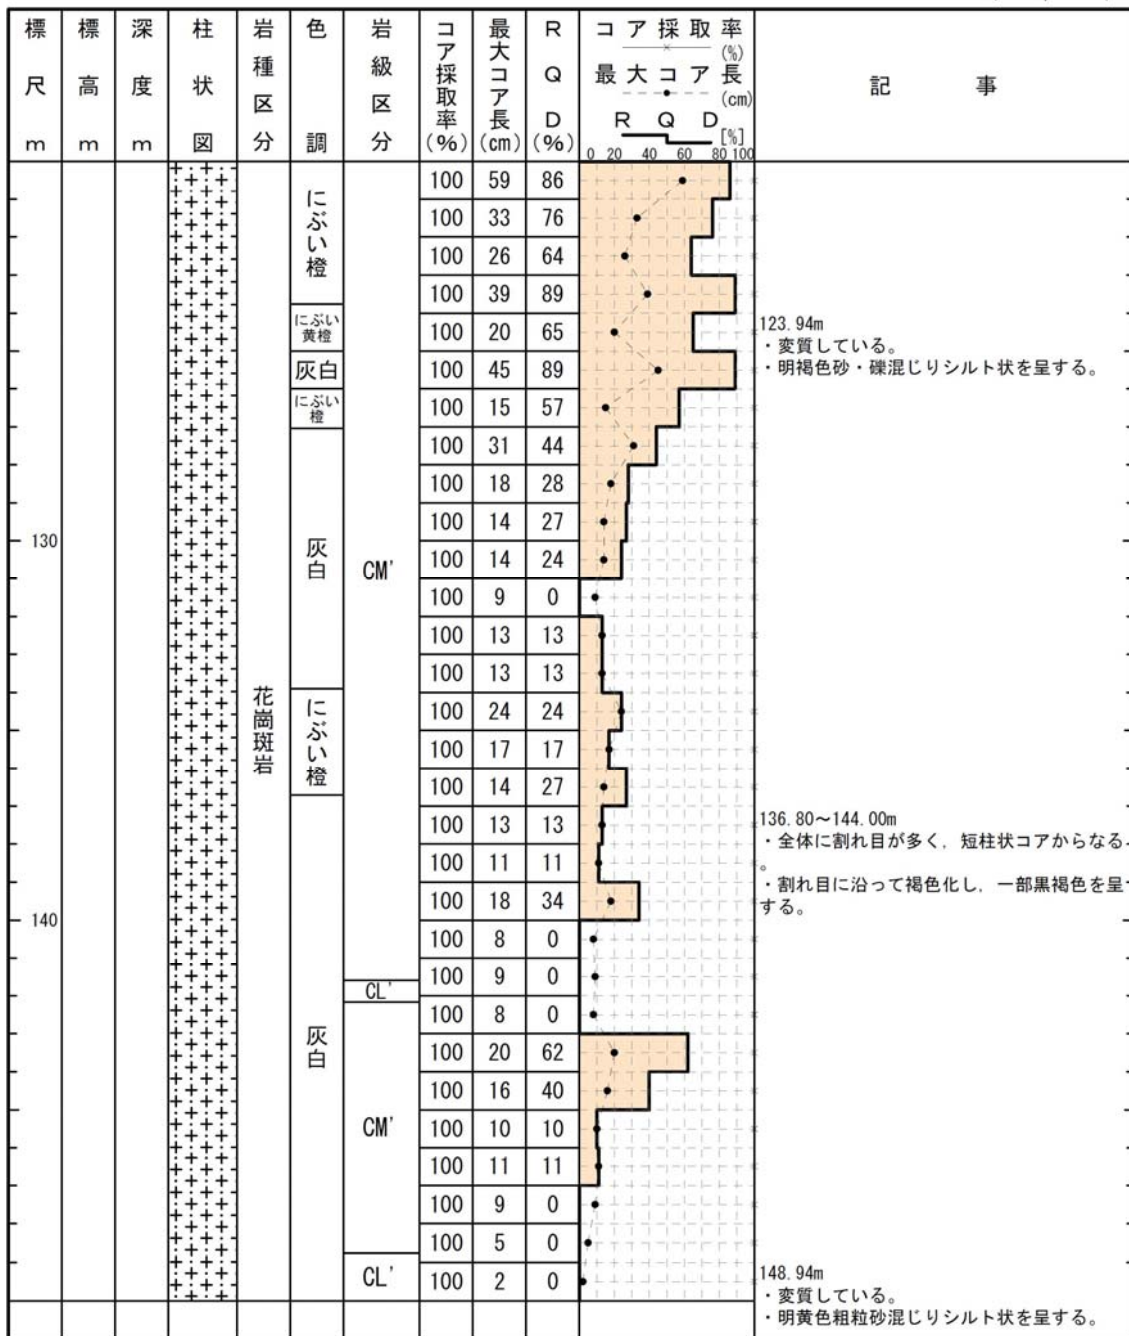 標尺 m
標高 m
深度 m
柱状図
岩種区分
色調
岩級区分
コア採取率(%)
最大コア長(cm)
RQD(%)
コア採取率
(%)
最大コア長
(cm)
RQD
[%]
0 20 40 60 80 100
記事
100 59 86
100 33 76
100 26 64
100 39 89
100 20 65
100 45 89
100 15 57
100 31 44
100 18 28
100 14 27
100 14 24
100 9 0
100 13 13
100 13 13
100 24 24
100 17 17
100 14 27
100 13 13
100 11 11
100 18 34
100 8 0
100 9 0
100 8 0
100 20 62
100 16 40
100 10 10
100 11 11
100 9 0
100 5 0
100 2 0
130
140
花崗斑岩
にぶい橙
にぶい
黄橙
灰白
にぶい
橙
灰白
にぶい橙
灰白
CM'
CL'
CM'
CL'
123.94m
・変質している。
・明褐色砂・礫混じりシルト状を呈する。
136.80～144.00m
・全体に割れ目が多く，短柱状コアからなる
。
・割れ目に沿って褐色化し，一部黒褐色を呈
する。
148.94m
・変質している。
・明黄色粗粒砂混じりシルト状を呈する。